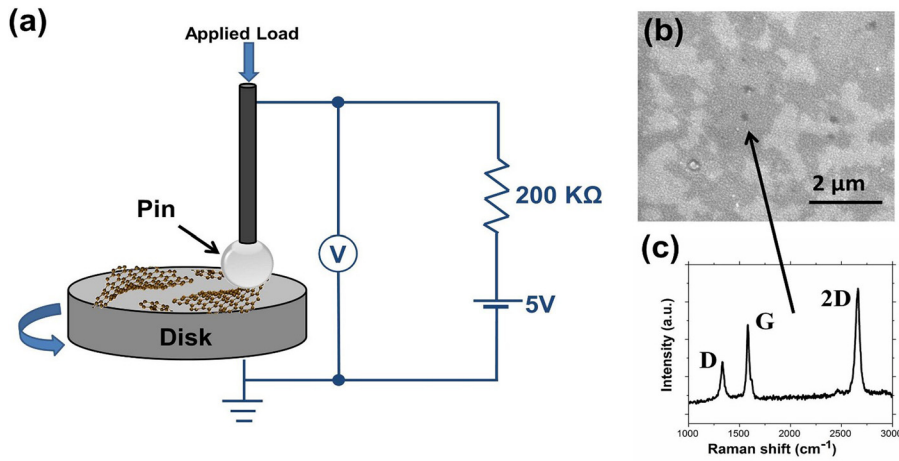 (a)
Applied Load
Pin
V
200 KΩ
5V
Disk
(b)
2 µm
(c)
Intensity (a.u.)
D
G
2D
1000 1500 2000 2500 3000
Raman shift (cm⁻¹)